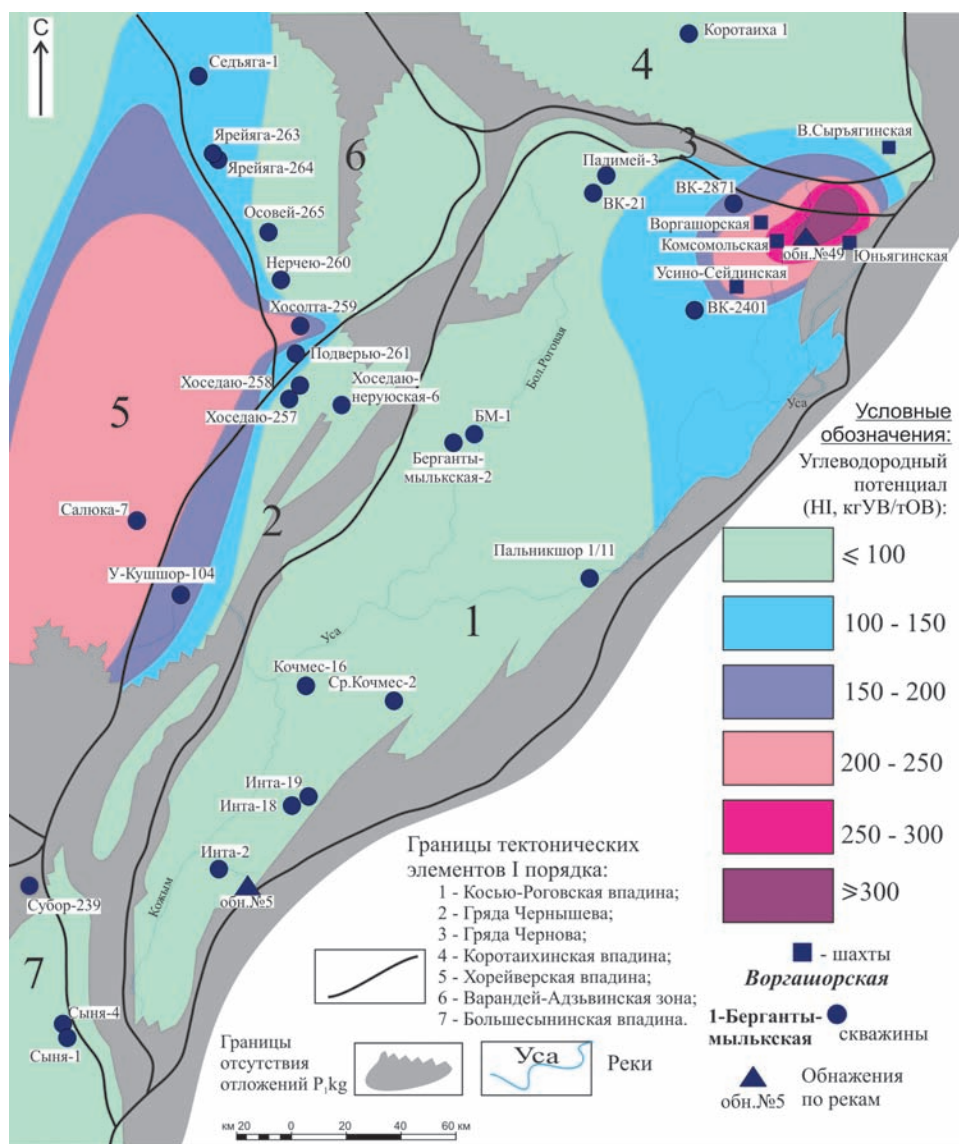 С
Коротаиха 1
4
Седъяга-1
В.Сыръягинская
Ярейяга-263
3
6
Ярейяга-264
Падимей-3
ВК-2871
ВК-21
Осовей-265
Воргашорская
Комсомольская
обн.№49
Юньягинская
Нерчею-260
Усино-Сейдинская
Хосолта-259
ВК-2401
Бол.Роговая
Подверью-261
Хоседаю-258
Хоседаю-
неруюская-6
5
Хоседаю-257
Уса
БМ-1
Берганты-
мылькская-2
Салюка-7
2
Пальникшор 1/11
У-Кушшор-104
1
Уса
Кочмес-16
Ср.Кочмес-2
Инта-19
Инта-18
Инта-2
обн.№5
Кожым
Субор-239
7
Сыня-4
Сыня-1
Условные
обозначения:
Углеводородный
потенциал
(HI, кгУВ/тОВ):
⩽ 100
100 - 150
150 - 200
200 - 250
250 - 300
⩾300
- шахты
Воргашорская
1-Берганты-
мылькская
скважины
обн.№5
Обнажения
по рекам
Границы тектонических
элементов I порядка:
1 - Косью-Роговская впадина;
2 - Гряда Чернышева;
3 - Гряда Чернова;
4 - Коротаихинская впадина;
5 - Хорейверская впадина;
6 - Варандей-Адзьвинская зона;
7 - Большесынинская впадина.
Границы
отсутствия
отложений P₁kg
Уса
Реки
км 20 0 20 40 60 км